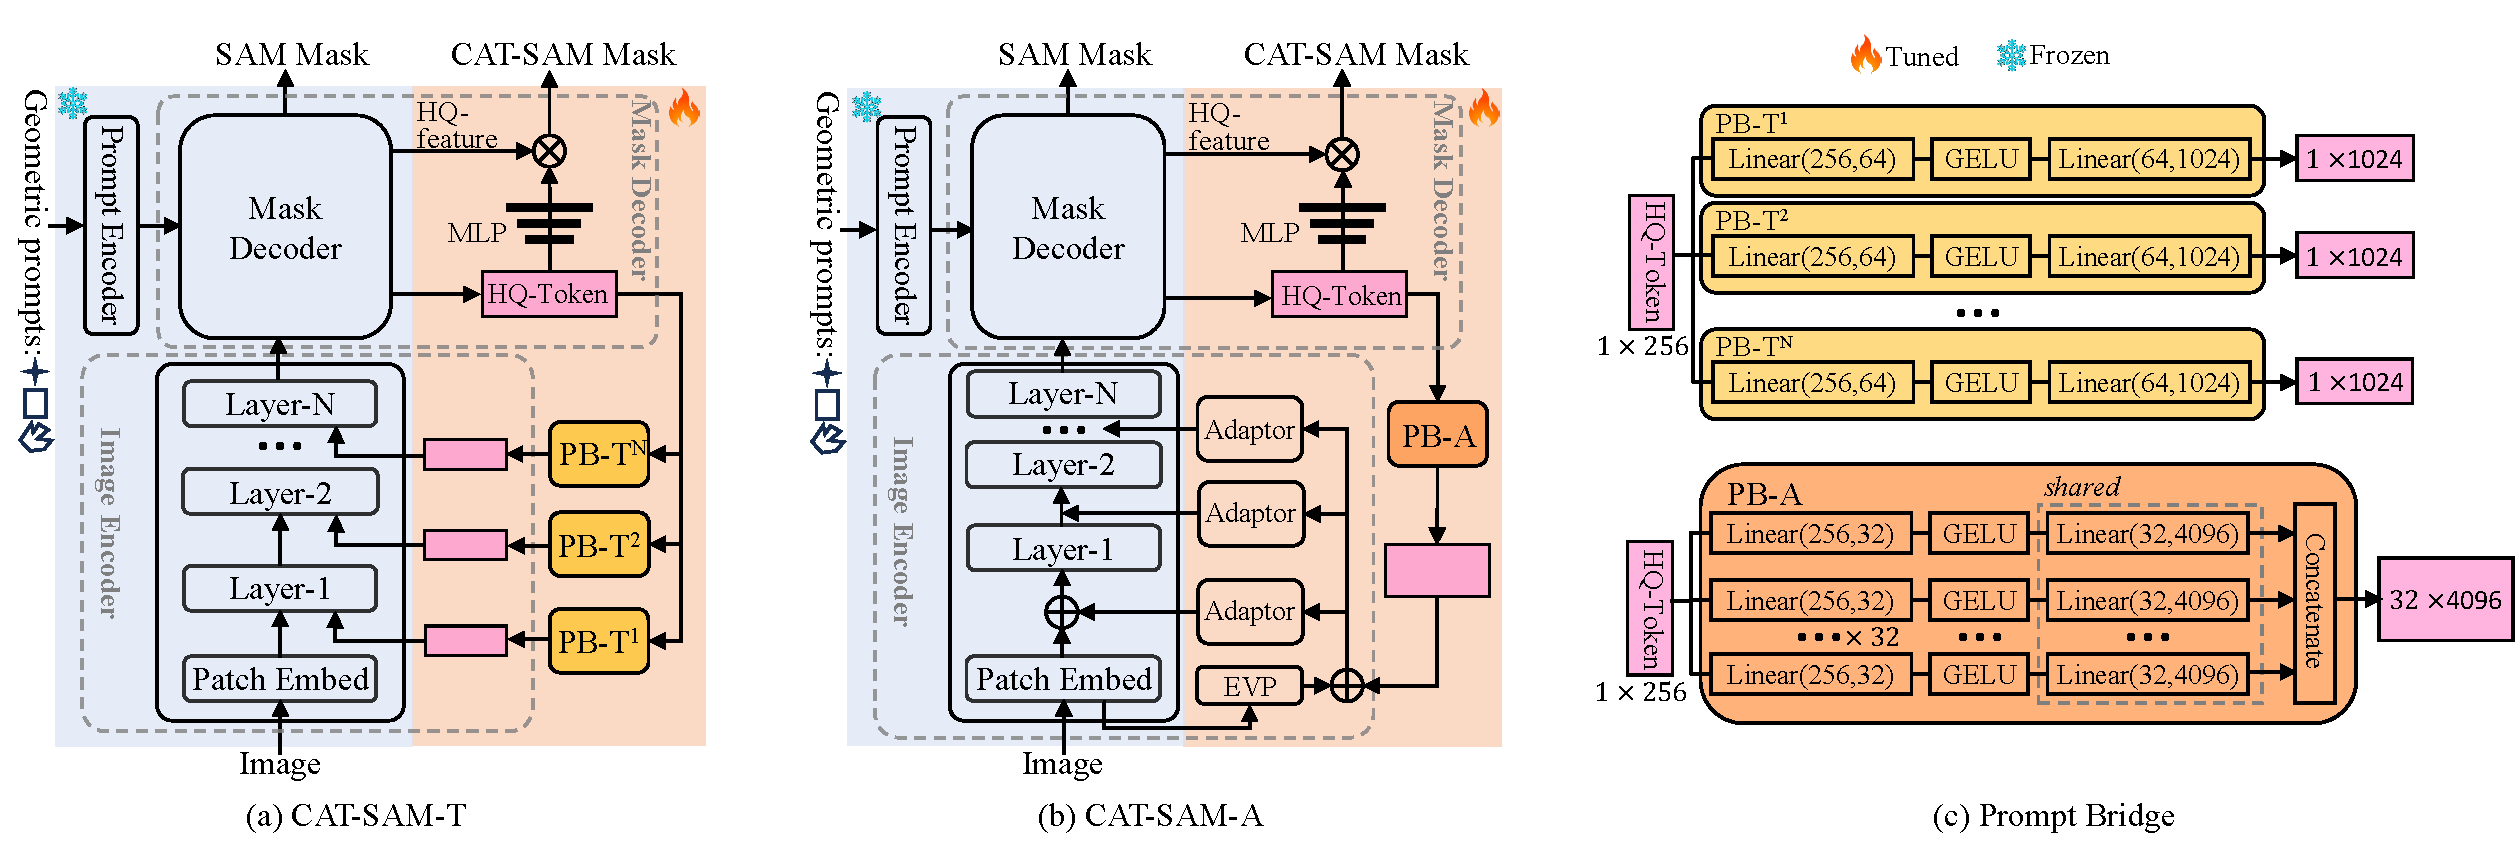 SAM Mask
CAT-SAM Mask
Geometric prompts:
Prompt Encoder
Mask
Decoder
HQ-
feature
Mask Decoder
MLP
HQ-Token
Image Encoder
Layer-N
...
Layer-2
Layer-1
Patch Embed
PB-Tᴺ
PB-T²
PB-T¹
Image
(a) CAT-SAM-T
SAM Mask
CAT-SAM Mask
Geometric prompts:
Prompt Encoder
Mask
Decoder
HQ-
feature
Mask Decoder
MLP
HQ-Token
Image Encoder
Layer-N
...
Layer-2
Layer-1
Patch Embed
Adaptor
Adaptor
Adaptor
EVP
PB-A
Image
(b) CAT-SAM-A
Tuned
Frozen
HQ-Token
1 × 256
PB-T¹
Linear(256,64) GELU Linear(64,1024) 1 ×1024
PB-T²
Linear(256,64) GELU Linear(64,1024) 1 ×1024
...
PB-Tᴺ
Linear(256,64) GELU Linear(64,1024) 1 ×1024
PB-A
shared
HQ-Token
1 × 256
Linear(256,32) GELU Linear(32,4096)
Linear(256,32) GELU Linear(32,4096)
...× 32 ... ...
Linear(256,32) GELU Linear(32,4096)
Concatenate
32 ×4096
(c) Prompt Bridge